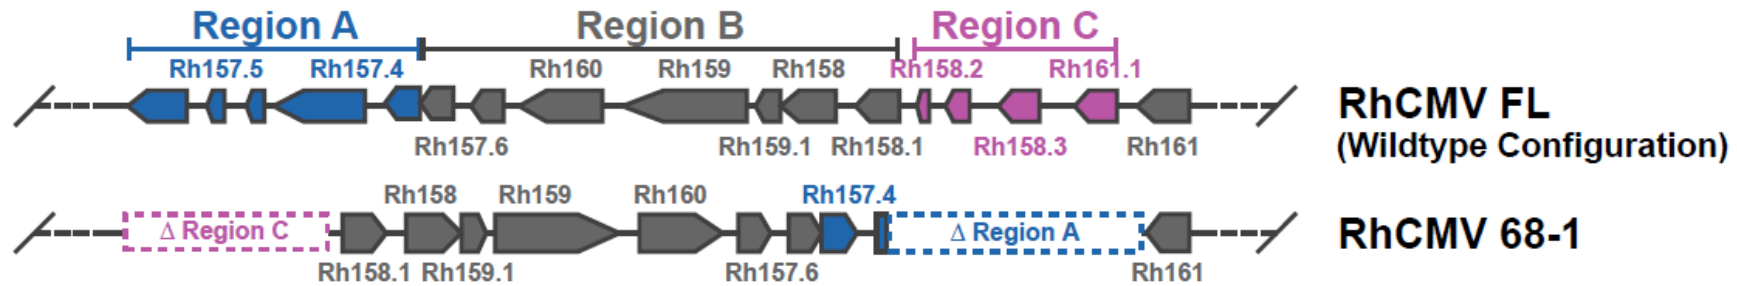 Region A Region B Region C
Rh157.5 Rh157.4 Rh160 Rh159 Rh158 Rh158.2 Rh161.1
RhCMV FL
(Wildtype Configuration)
Rh157.6 Rh159.1 Rh158.1 Rh158.3 Rh161
Rh158 Rh159 Rh160 Rh157.4
Δ Region C Δ Region A RhCMV 68-1
Rh158.1 Rh159.1 Rh157.6 Rh161